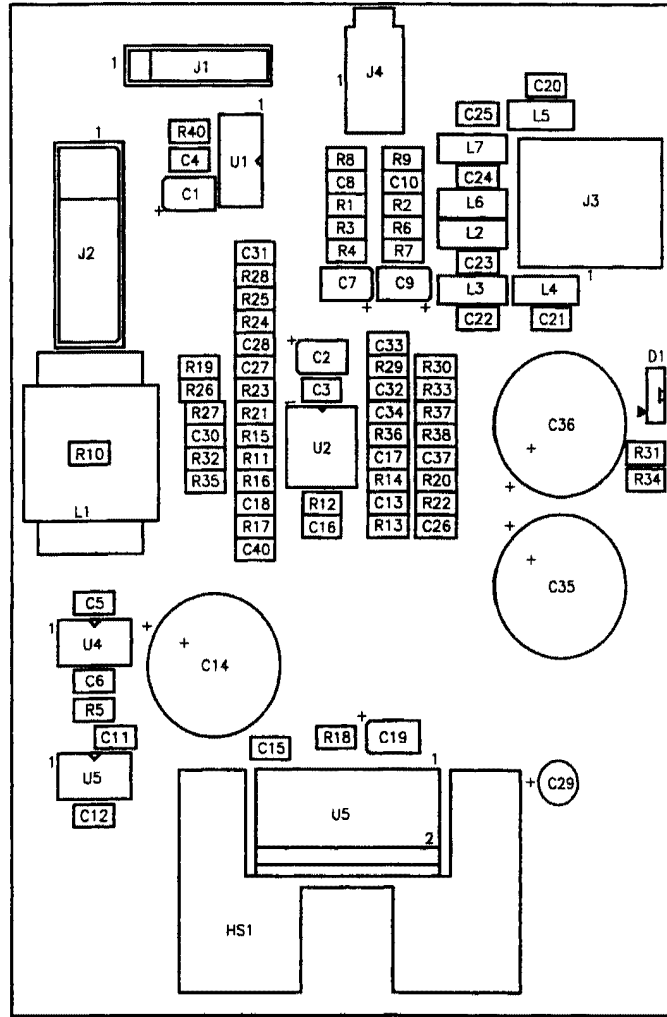 1 J1
1 J4
C20
C25 L5
1
R40 U1
C4
C1
+
R8 R9
C8 C10
R1 R2
R3 R6
R4 R7
C7 C9
+ +
L7
C24
L6
L2
C23
L3 L4
C22 C21
J3
1
1
J2
C31
R28
R25
R24
C28
C27
R23
R21
R15
R11
R16
C18
R17
C40
R19
R26
R27
C30
R32
R35
+
C2
C3
1
U2
R12
C16
C33
R29
C32
C34
R36
C17
R14
C13
R13
R30
R33
R37
R38
C37
R20
R22
C26
D1
C36
+
+
R31
R34
R10
L1
+
+
C35
C5
1 U4
C6
R5
C11
1 U5
C12
+
+
C14
C15
R18
+
C19
1
U5
2
+ C29
HS1